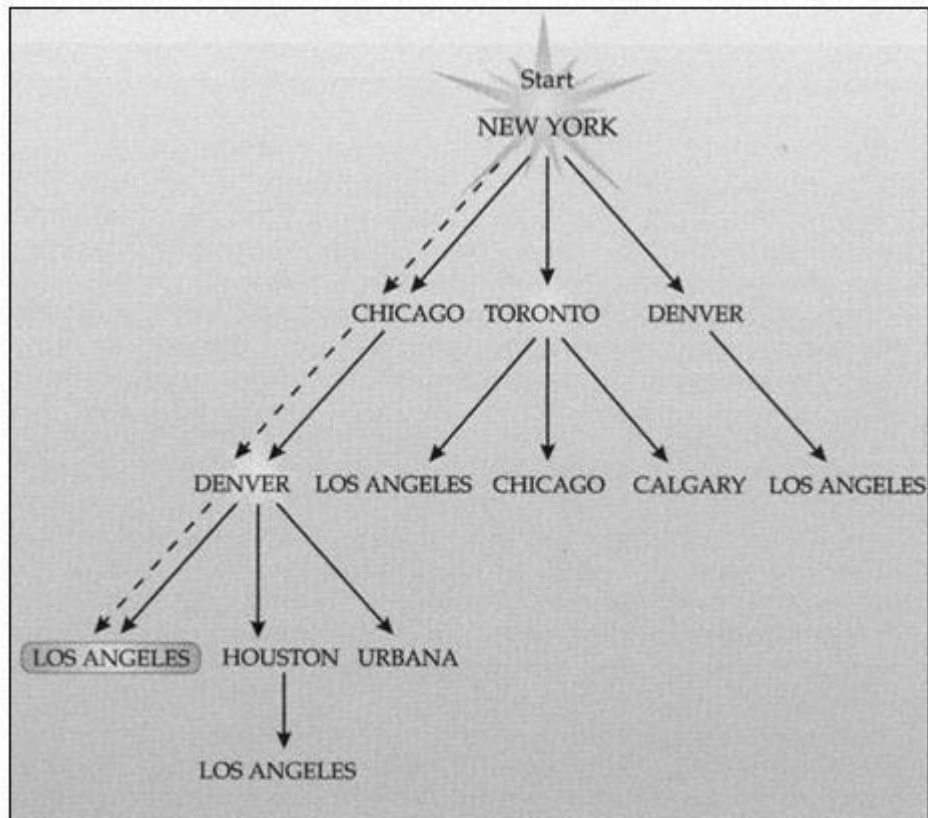 Start
NEW YORK
CHICAGO TORONTO DENVER
DENVER LOS ANGELES CHICAGO CALGARY LOS ANGELES
LOS ANGELES HOUSTON URBANA
LOS ANGELES